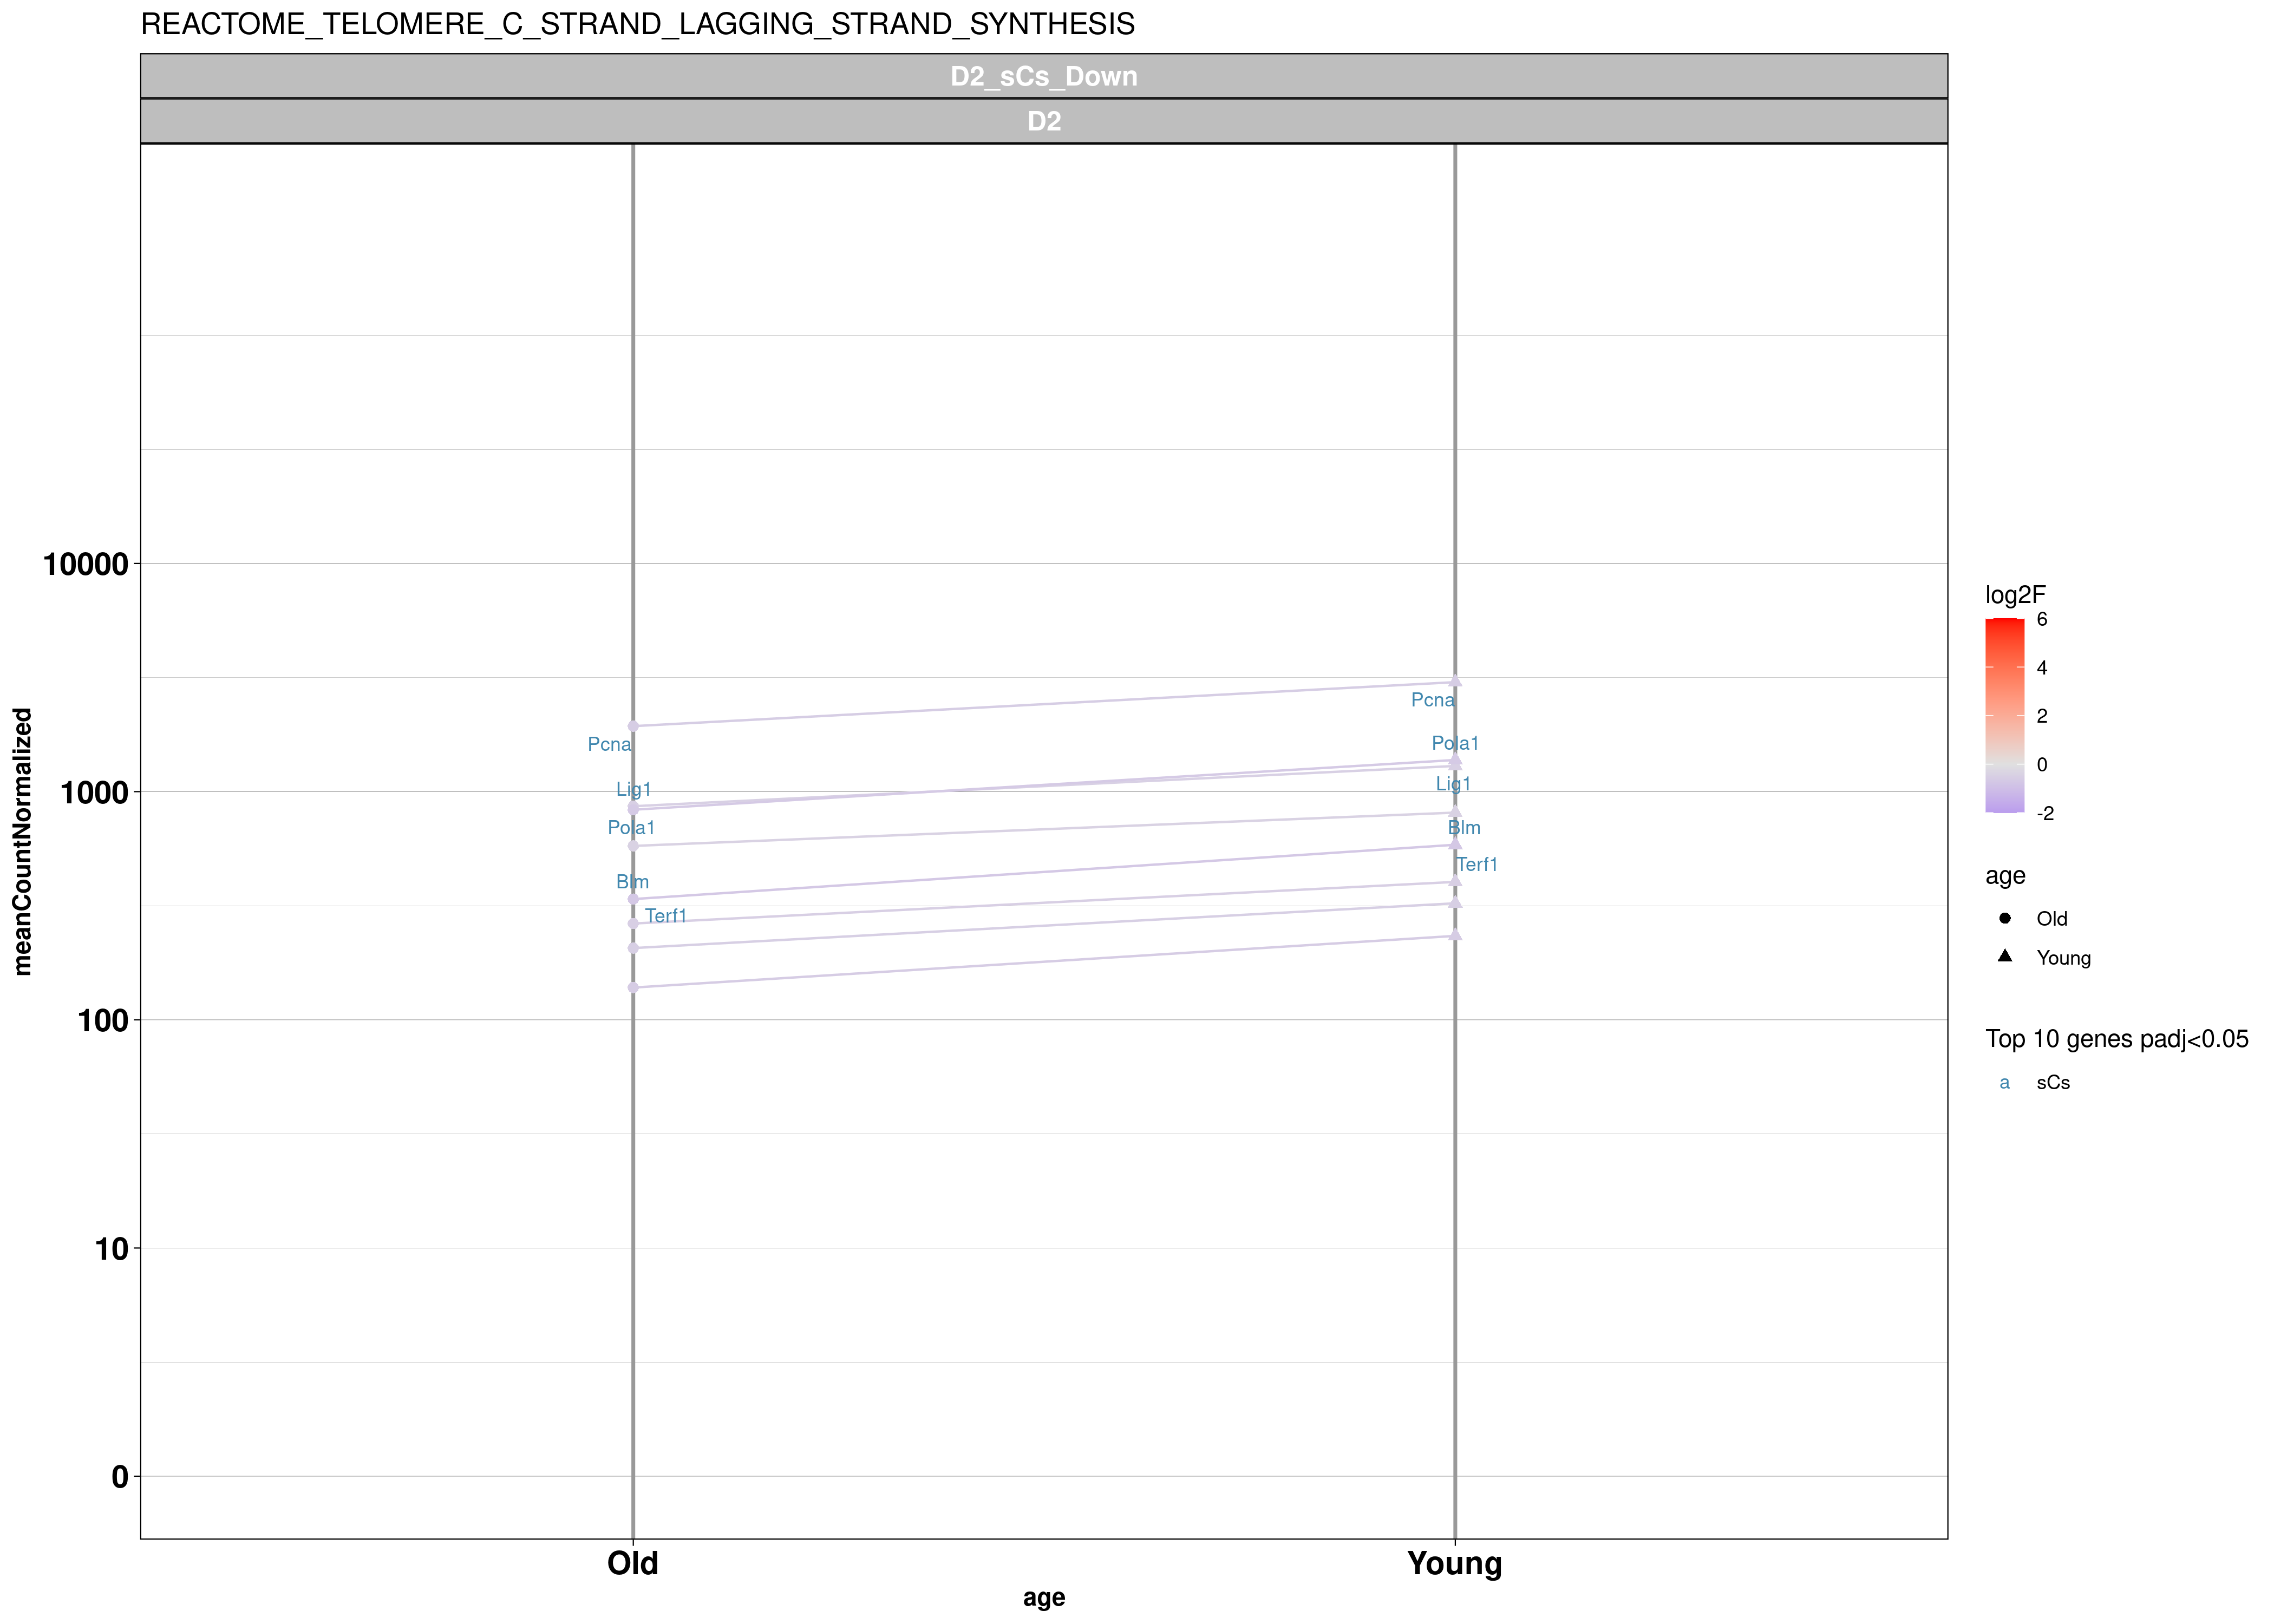 REACTOME_TELOMERE_C_STRAND_LAGGING_STRAND_SYNTHESIS
D2_sCs_Down
D2
meanCountNormalized
10000
1000
100
10
0
Pcna
Lig1
Pola1
Blm
Terf1
Pcna
Pola1
Lig1
Blm
Terf1
Old
Young
age
log2F
6
4
2
0
-2
age
Old
Young
Top 10 genes padj<0.05
a sCs